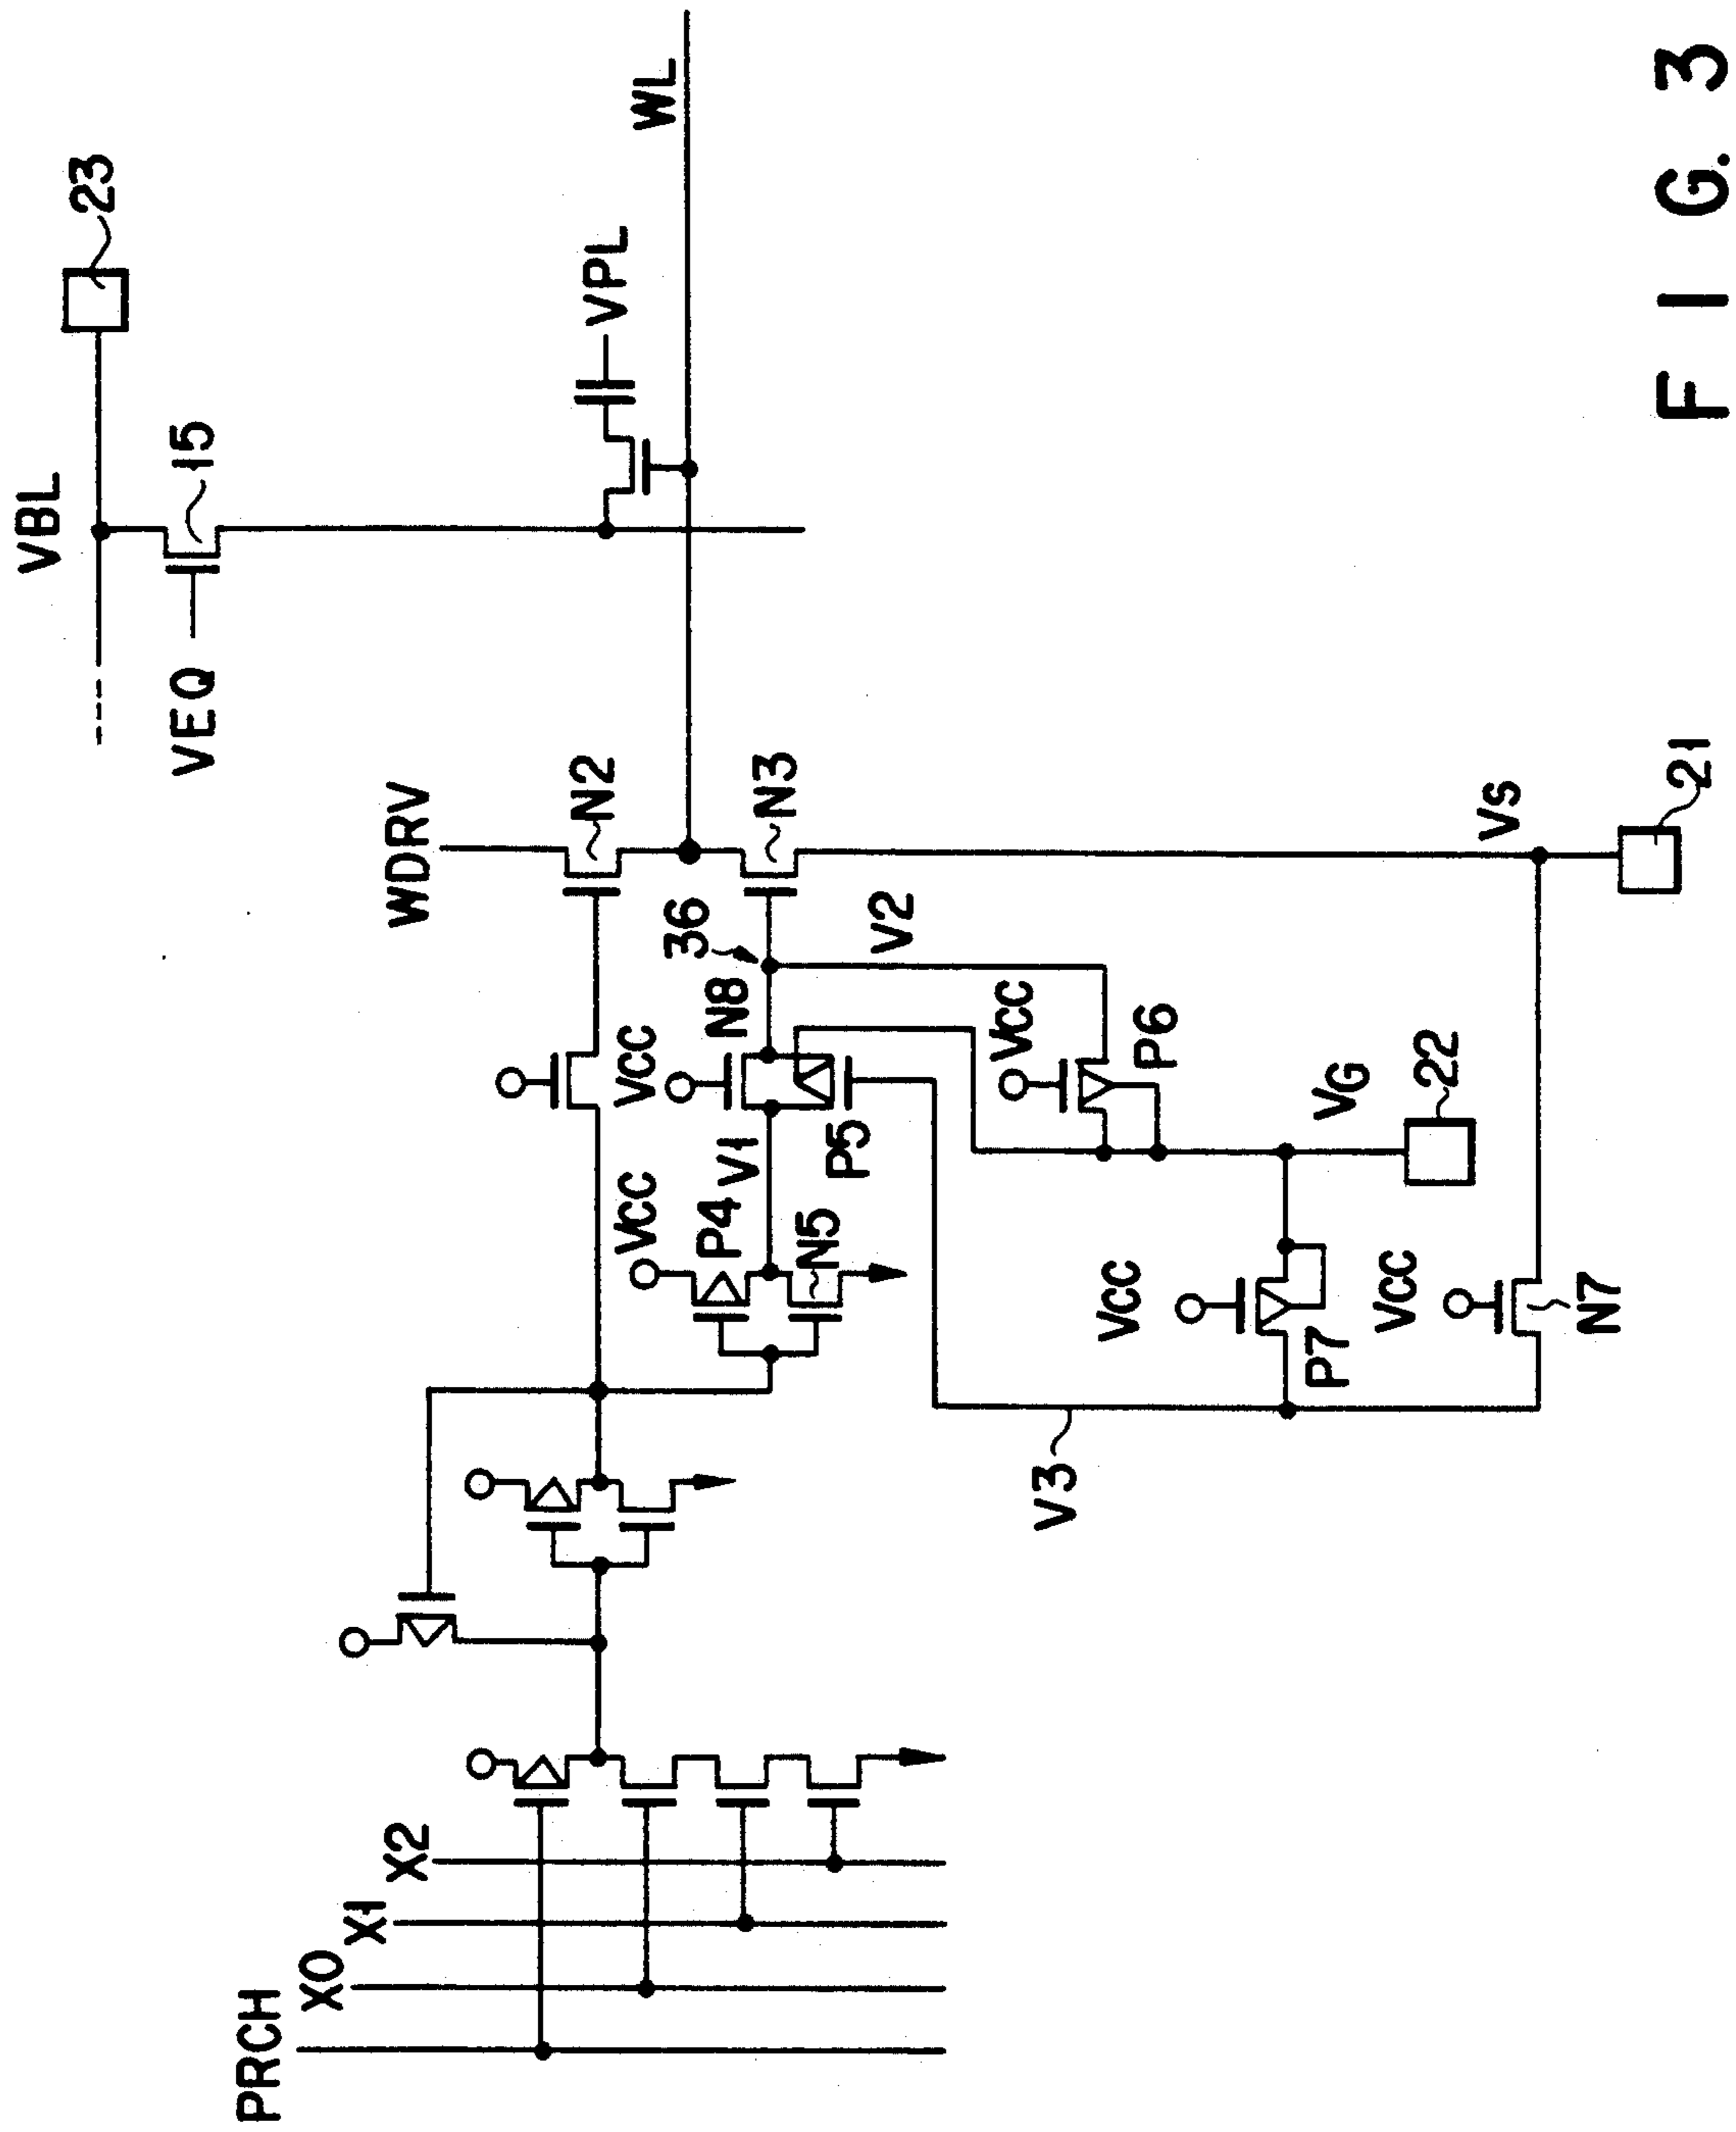 PRCH
X0
X1
X2
VCC
P4
N5
V1
VCC
N8
P5
36
V2
WDRV
N2
N3
VEQ
VBL
15
23
VPL
WL
V3
VCC
P7
VCC
N7
VCC
P6
VG
22
VS
21
FIG. 3